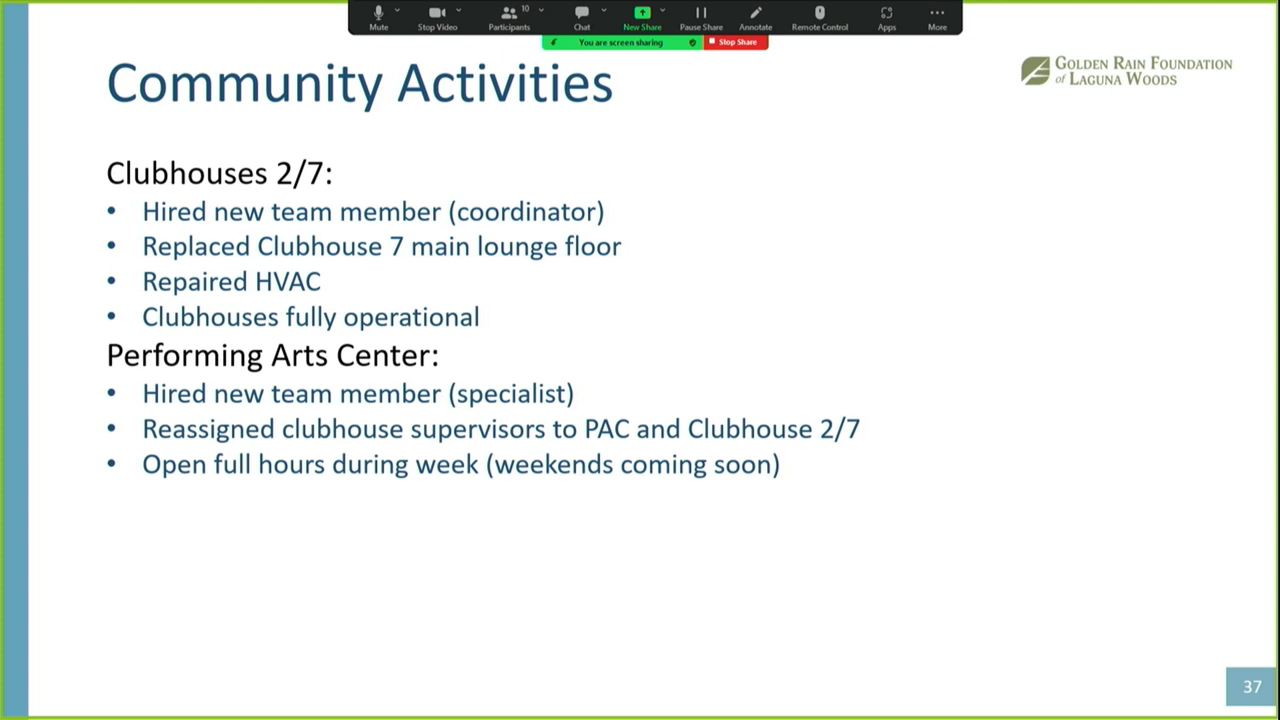 Mute
Stop Video
10
Participants
Chat
New Share
Pause Share
Annotate
Remote Control
Apps
More
You are screen sharing
Stop Share
Community Activities
GOLDEN RAIN FOUNDATION
of LAGUNA WOODS
Clubhouses 2/7:
• Hired new team member (coordinator)
• Replaced Clubhouse 7 main lounge floor
• Repaired HVAC
• Clubhouses fully operational
Performing Arts Center:
• Hired new team member (specialist)
• Reassigned clubhouse supervisors to PAC and Clubhouse 2/7
• Open full hours during week (weekends coming soon)
37